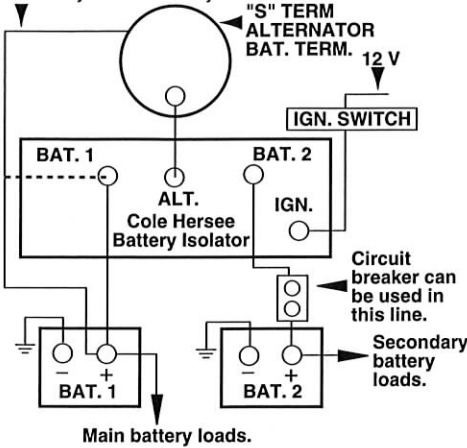 "S" TERM
ALTERNATOR
BAT. TERM.
12 V
IGN. SWITCH
BAT. 1
BAT. 2
ALT.
IGN.
Cole Hersee
Battery Isolator
Circuit
breaker can
be used in
this line.
Secondary
battery
loads.
– +
BAT. 1
– +
BAT. 2
Main battery loads.